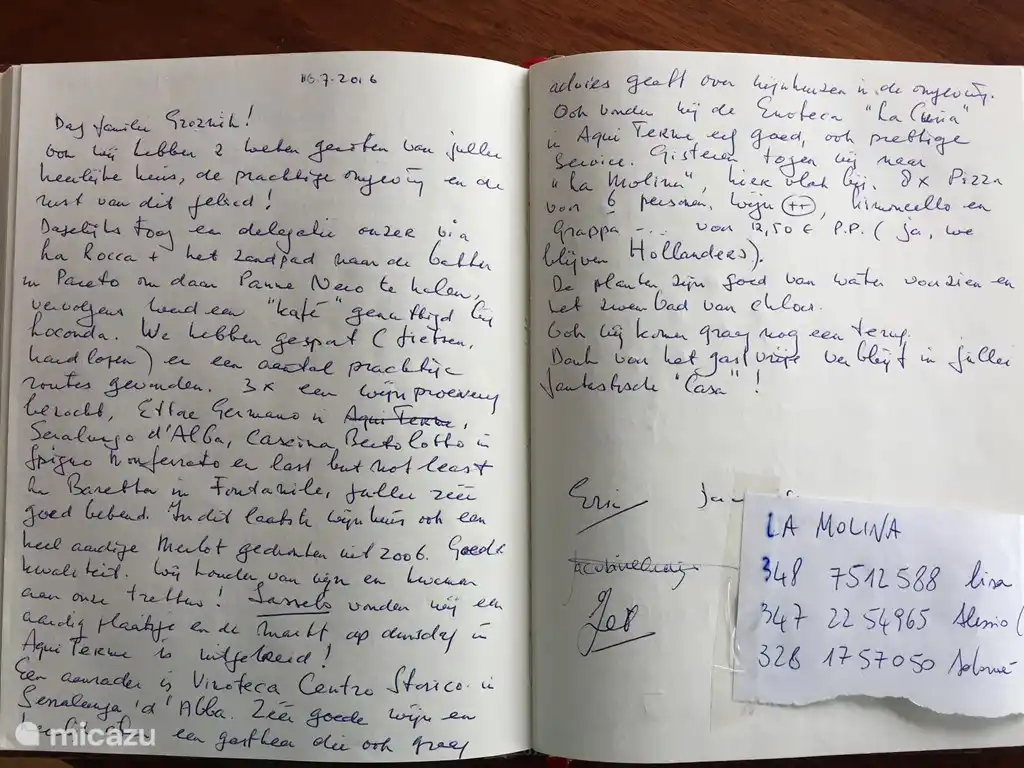 16.7.2016
Dag familie Groznik!
Ook wij hebben 2 weken genoten van jullie
heerlijke huis, de prachtige omgeving en de
rust van dit gebied!
Dagelijks toog een delegatie onzer via
La Rocca + het zandpad naar de bakker
in Pareto om daar Panne Nero te halen,
vervolgens werd een "kafé" genuttigd bij
Loconda. We hebben gesport (fietsen,
hardlopen) en een aantal prachtige
routes gevonden. 3x een wijnproeverij
bezocht, Ettore Germano in Aqui Terme,
Serralunga d'Alba, Cascina Bertolotto in
Spigno Monferrato en last but not least
La Baretta in Fontanile, jullie zéér
goed bekend. In dit laatste wijnhuis ook een
heel aardige Merlot gedronken uit 2006. Goede
kwaliteit. Wij houden van wijn en kwamen
aan onze trekken! Sassello vonden wij een
aardig plaatsje en de markt op dinsdag in
Aqui Terme is uitgebreid!
Een aanrader is Vinoteca Centro Storico in
Serralunga d'Alba. Zéér goede wijn en
een gastheer die ook graag
advies geeft over wijnhuizen in de omgeving.
Ook vonden wij de Enoteca "La Curia"
in Aqui Terme erg goed, ook prettige
service. Gisteren togen wij naar
"La Molina", hier vlak bij. 8x Pizza
voor 6 personen, wijn ++, limoncello en
Grappa --- voor 12,50 € P.P. (ja, we
blijven Hollanders).
De planten zijn goed van water voorzien en
het zwembad van chloor.
Ook wij komen graag nog een terug.
Dank voor het gastvrije verblijf in jullie
fantastische "Casa"!
Eric
LA MOLINA
348 7512588 Lisa
347 2254965 Alessio (
328 1757050 Salomé
micazu